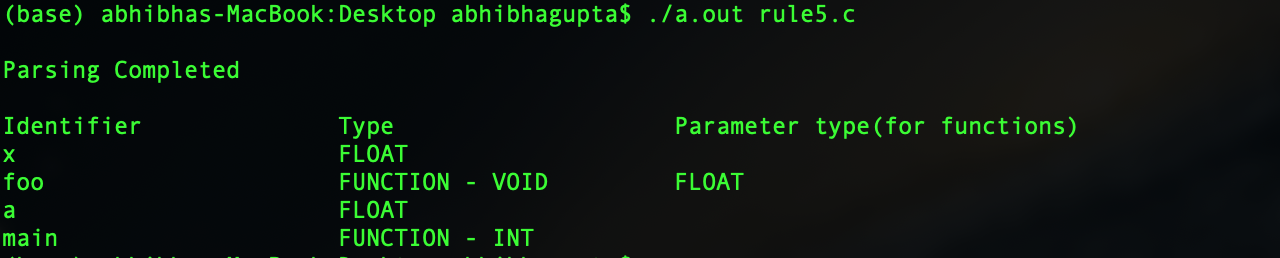 (base) abhibhas-MacBook:Desktop abhibhagupta$ ./a.out rule5.c
Parsing Completed
Identifier Type Parameter type(for functions)
x FLOAT
foo FUNCTION - VOID FLOAT
a FLOAT
main FUNCTION - INT